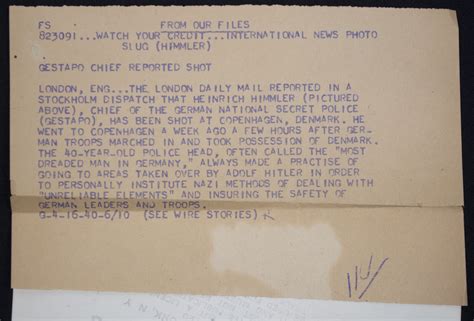 FS FROM OUR FILES
823091...WATCH YOUR CREDIT...INTERNATIONAL NEWS PHOTO
SLUG (HIMMLER)
GESTAPO CHIEF REPORTED SHOT
LONDON, ENG...THE LONDON DAILY MAIL REPORTED IN A
STOCKHOLM DISPATCH THAT HEINRICH HIMMLER (PICTURED
ABOVE), CHIEF OF THE GERMAN NATIONAL SECRET POLICE
(GESTAPO), HAS BEEN SHOT AT COPENHAGEN, DENMARK. HE
WENT TO COPENHAGEN A WEEK AGO A FEW HOURS AFTER GER-
MAN TROOPS MARCHED IN AND TOOK POSSESSION OF DENMARK.
THE 40-YEAR-OLD POLICE HEAD, OFTEN CALLED THE "MOST
DREADED MAN IN GERMANY," ALWAYS MADE A PRACTISE OF
GOING TO AREAS TAKEN OVER BY ADOLF HITLER IN ORDER
TO PERSONALLY INSTITUTE NAZI METHODS OF DEALING WITH
"UNRELIABLE ELEMENTS" AND INSURING THE SAFETY OF
GERMAN LEADERS AND TROOPS.
G-4-16-40-6/10 (SEE WIRE STORIES)